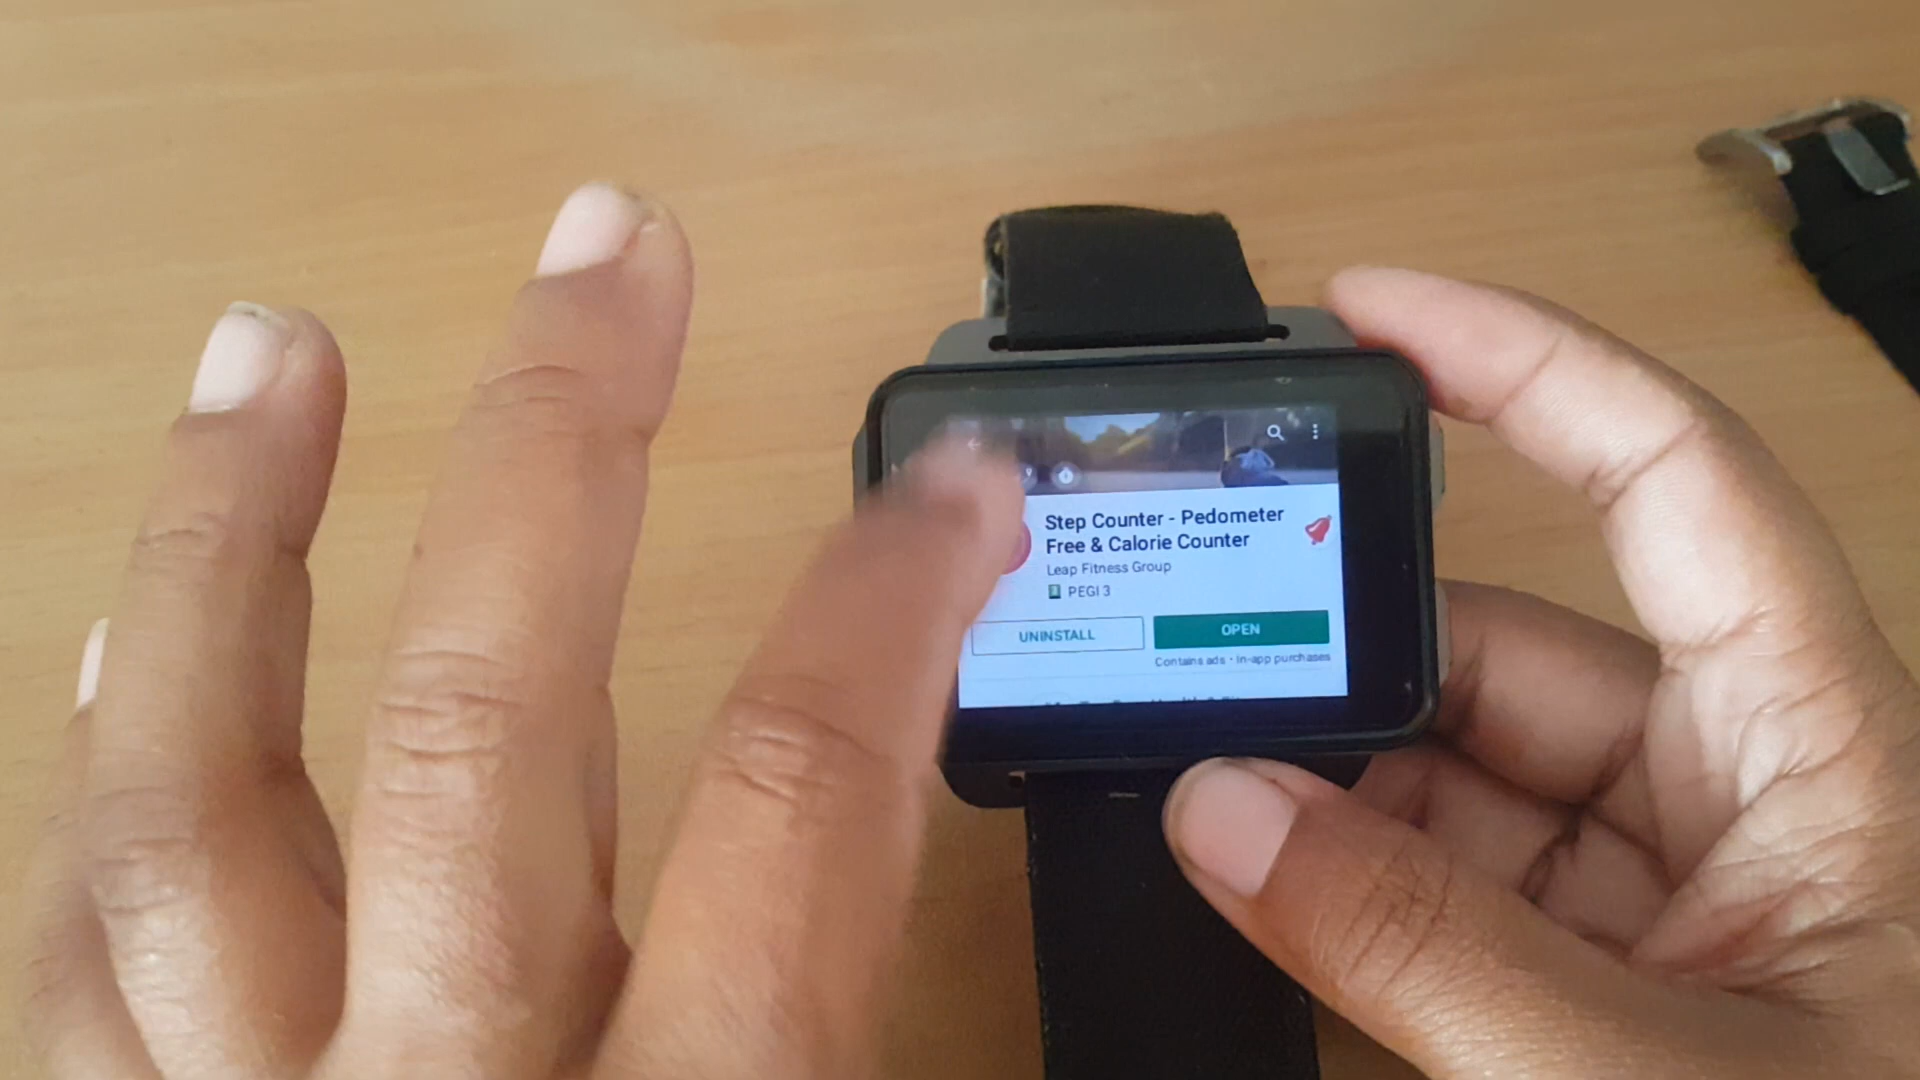 Step Counter - Pedometer
Free & Calorie Counter
Leap Fitness Group
PEGI 3
UNINSTALL
OPEN
Contains ads • In-app purchases